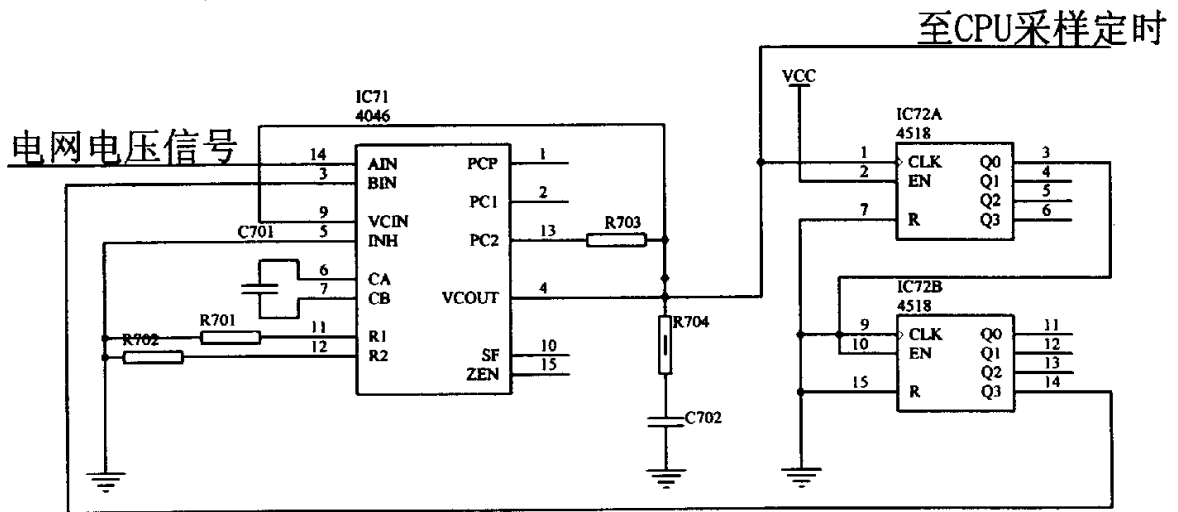 至CPU采样定时
VCC
IC71
4046
IC72A
4518
电网电压信号
14 AIN PCP 1
3 BIN
PC1 2
9 VCIN
C701 5 INH PC2 13 R703
6 CA
7 CB VCOUT 4
R701 11 R1
R702 12 R2
SF 10
ZEN 15
R704
C702
1 CLK Q0 3
2 EN Q1 4
Q2 5
7 R Q3 6
IC72B
4518
9 CLK Q0 11
10 EN Q1 12
Q2 13
15 R Q3 14